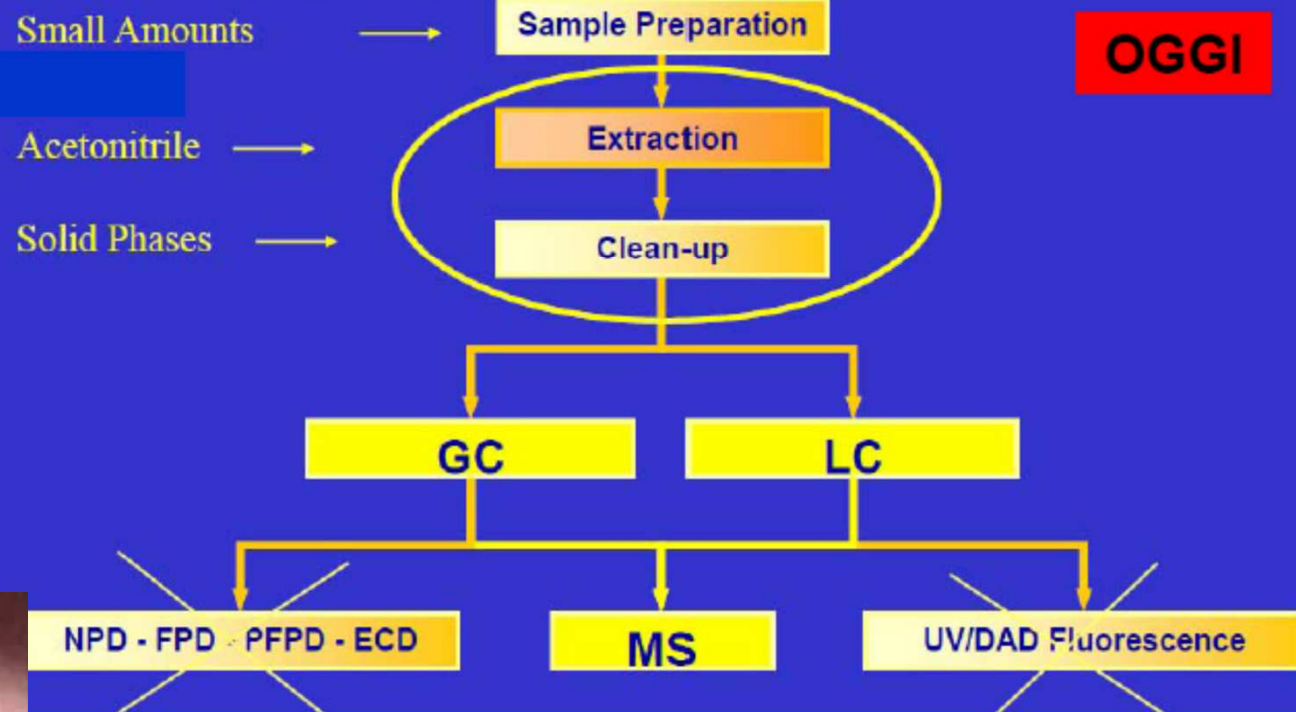 Small Amounts
Sample Preparation
OGGI
Acetonitrile
Extraction
Solid Phases
Clean-up
GC
LC
NPD - FPD - PFPD - ECD
MS
UV/DAD Fluorescence